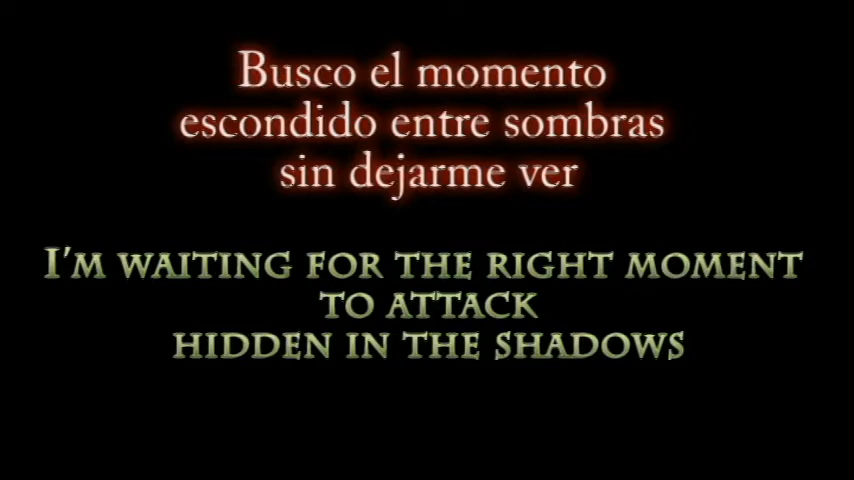 Busco el momento
escondido entre sombras
sin dejarme ver
I'M WAITING FOR THE RIGHT MOMENT
TO ATTACK
HIDDEN IN THE SHADOWS